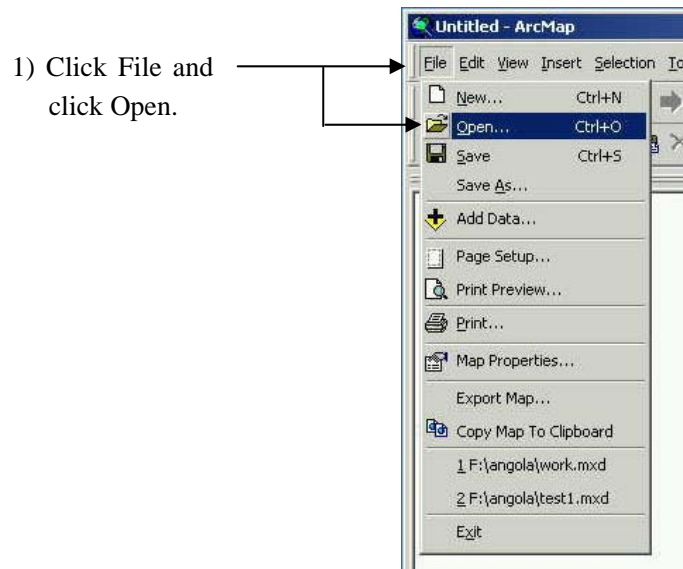 1) Click File and
click Open.
Untitled - ArcMap
File Edit View Insert Selection
New... Ctrl+N
Open... Ctrl+O
Save Ctrl+S
Save As...
Add Data...
Page Setup...
Print Preview...
Print...
Map Properties...
Export Map...
Copy Map To Clipboard
1 F:\angola\work.mxd
2 F:\angola\test1.mxd
Exit